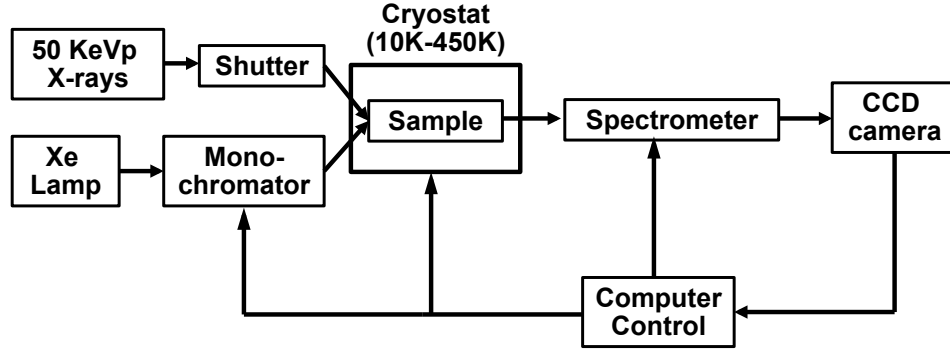 Cryostat
(10K-450K)
50 KeVp
X-rays
Shutter
Sample
Spectrometer
CCD
camera
Xe
Lamp
Mono-
chromator
Computer
Control